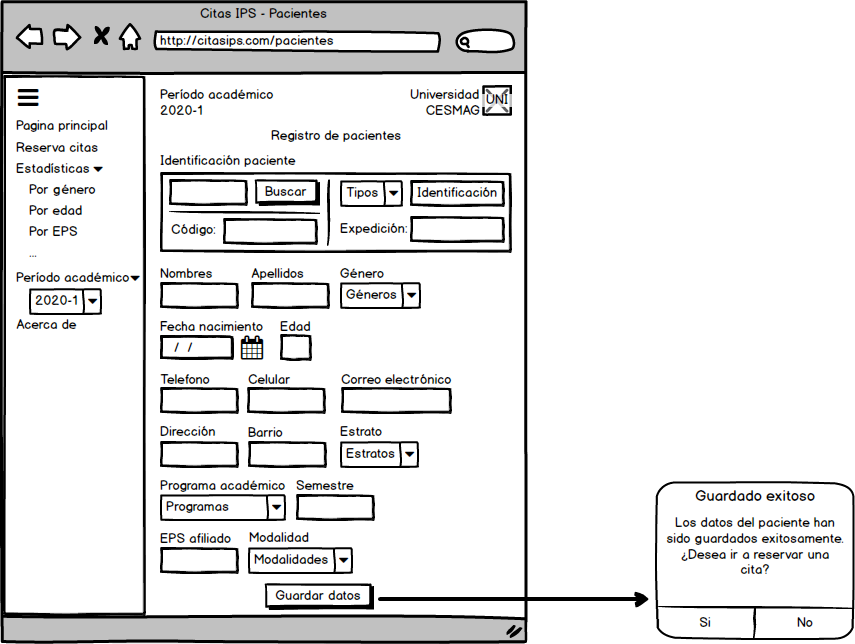 Citas IPS - Pacientes
http://citasips.com/pacientes
Pagina principal
Reserva citas
Estadísticas
Por género
Por edad
Por EPS
...
Período académico
2020-1
Acerca de
Período académico
2020-1
Universidad
CESMAG
UNI
Registro de pacientes
Identificación paciente
Buscar
Tipos
Identificación
Código:
Expedición:
Nombres
Apellidos
Género
Géneros
Fecha nacimiento
Edad
/ /
Telefono
Celular
Correo electrónico
Dirección
Barrio
Estrato
Estratos
Programa académico
Semestre
Programas
EPS afiliado
Modalidad
Modalidades
Guardar datos
Guardado exitoso
Los datos del paciente han
sido guardados exitosamente.
¿Desea ir a reservar una
cita?
Si
No